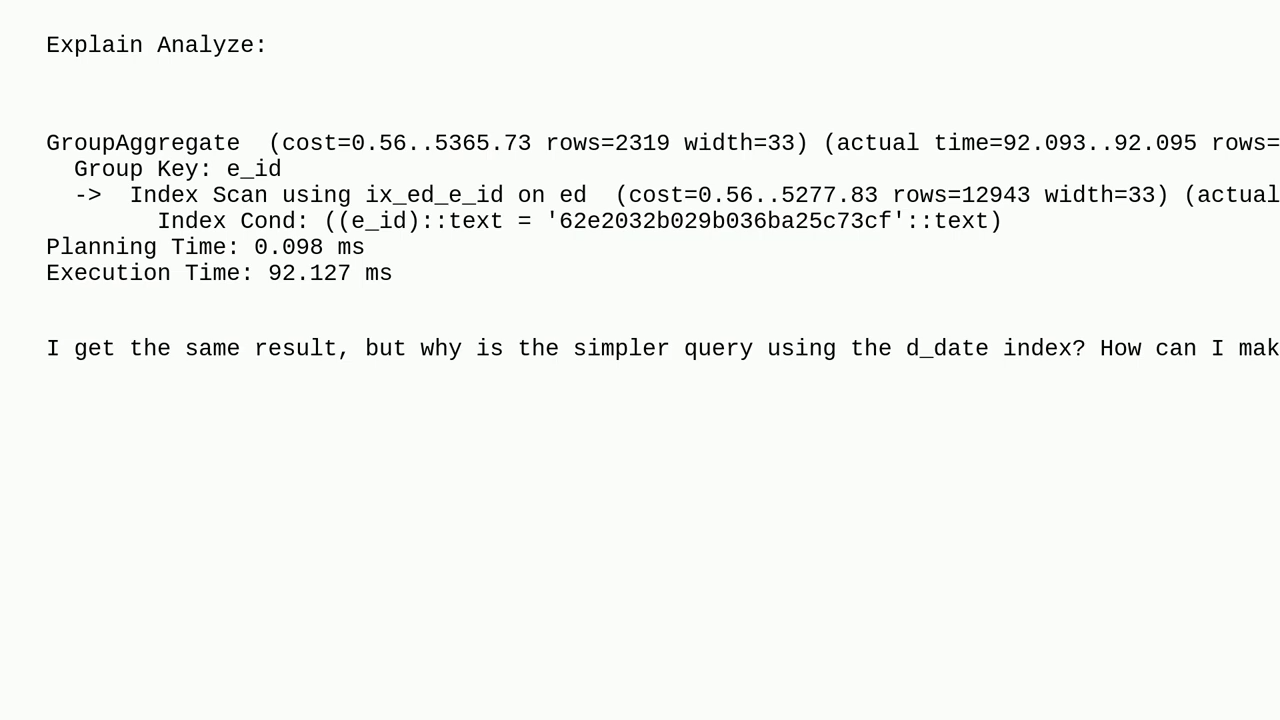 Explain Analyze:
GroupAggregate  (cost=0.56..5365.73 rows=2319 width=33) (actual time=92.093..92.095 rows=
  Group Key: e_id
  ->  Index Scan using ix_ed_e_id on ed  (cost=0.56..5277.83 rows=12943 width=33) (actual
        Index Cond: ((e_id)::text = '62e2032b029b036ba25c73cf'::text)
Planning Time: 0.098 ms
Execution Time: 92.127 ms
I get the same result, but why is the simpler query using the d_date index? How can I mak